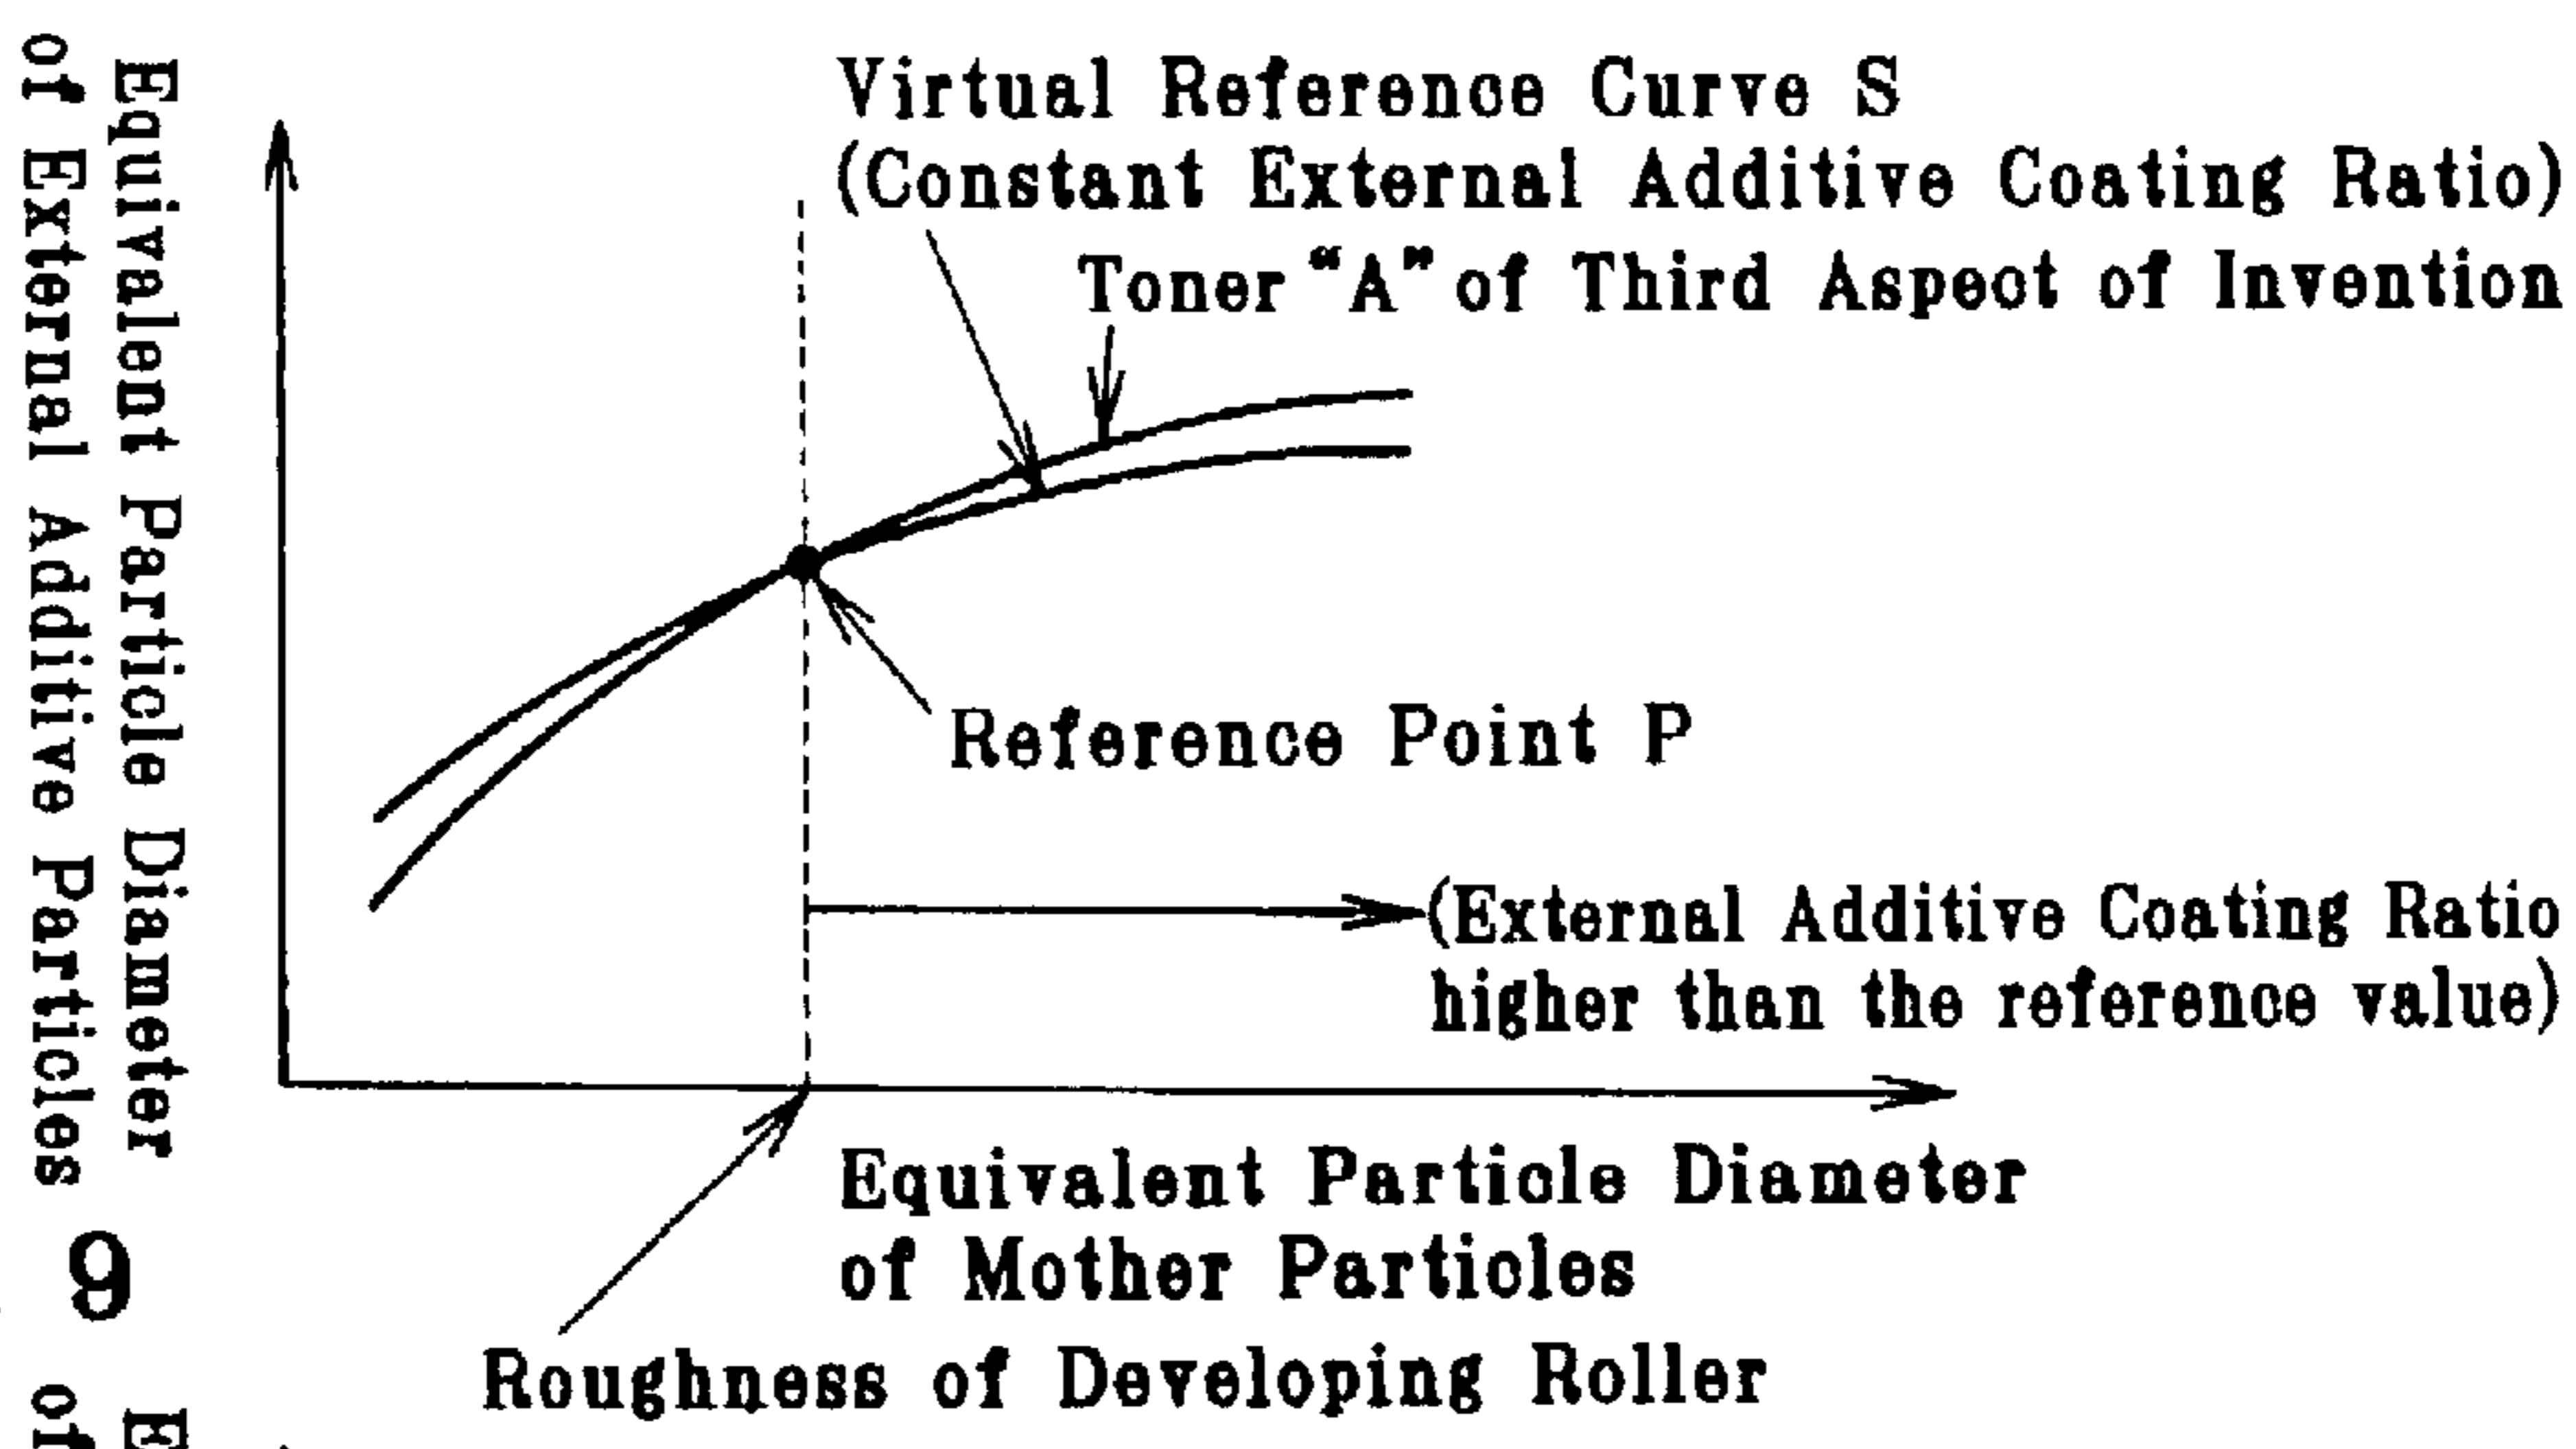 Equivalent Particle Diameter
of External Additive Particles
Virtual Reference Curve S
(Constant External Additive Coating Ratio)
Toner “A” of Third Aspect of Invention
Reference Point P
(External Additive Coating Ratio
higher than the reference value)
Equivalent Particle Diameter
of Mother Particles
Roughness of Developing Roller
9
E
of